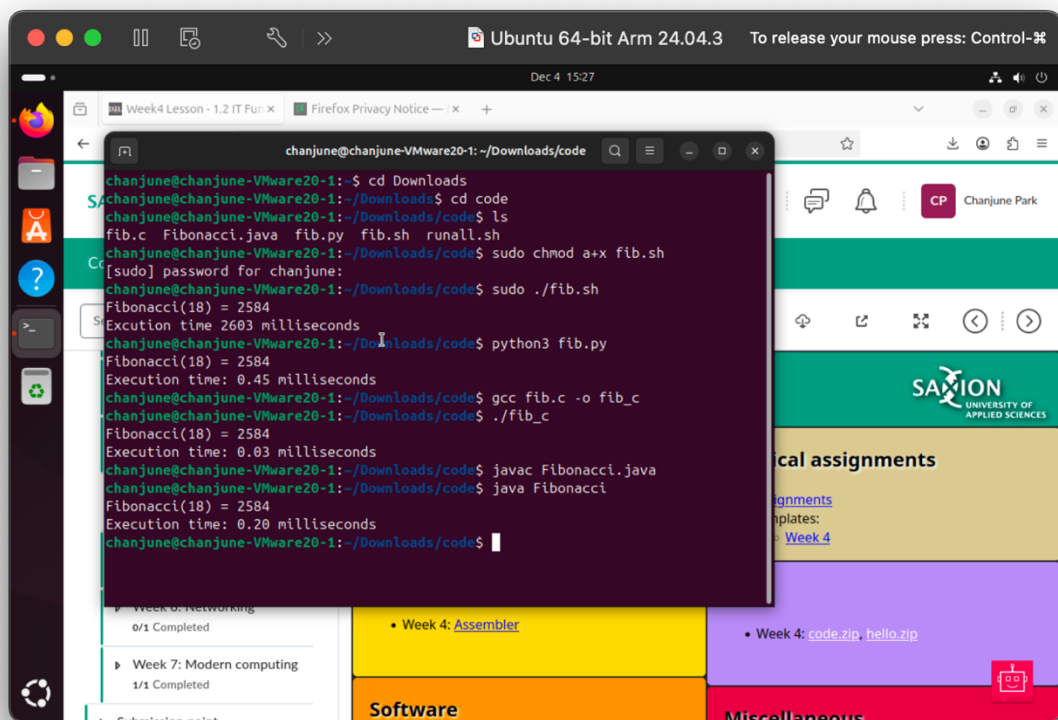 Ubuntu 64-bit Arm 24.04.3
To release your mouse press: Control-⌘
Dec 4 15:27
Week4 Lesson - 1.2 IT Fun
Firefox Privacy Notice —
chanjune@chanjune-VMware20-1: ~/Downloads/code
chanjune@chanjune-VMware20-1:~$ cd Downloads
chanjune@chanjune-VMware20-1:~/Downloads$ cd code
chanjune@chanjune-VMware20-1:~/Downloads/code$ ls
fib.c  Fibonacci.java  fib.py  fib.sh  runall.sh
chanjune@chanjune-VMware20-1:~/Downloads/code$ sudo chmod a+x fib.sh
[sudo] password for chanjune:
chanjune@chanjune-VMware20-1:~/Downloads/code$ sudo ./fib.sh
Fibonacci(18) = 2584
Excution time 2603 milliseconds
chanjune@chanjune-VMware20-1:~/Downloads/code$ python3 fib.py
Fibonacci(18) = 2584
Execution time: 0.45 milliseconds
chanjune@chanjune-VMware20-1:~/Downloads/code$ gcc fib.c -o fib_c
chanjune@chanjune-VMware20-1:~/Downloads/code$ ./fib_c
Fibonacci(18) = 2584
Execution time: 0.03 milliseconds
chanjune@chanjune-VMware20-1:~/Downloads/code$ javac Fibonacci.java
chanjune@chanjune-VMware20-1:~/Downloads/code$ java Fibonacci
Fibonacci(18) = 2584
Execution time: 0.20 milliseconds
chanjune@chanjune-VMware20-1:~/Downloads/code$
CP
Chanjune Park
SAXION
UNIVERSITY OF
APPLIED SCIENCES
ical assignments
ignments
nplates:
Week 4
Week 6: Networking
0/1 Completed
Week 7: Modern computing
1/1 Completed
Submission point
Week 4: Assembler
Week 4: code.zip, hello.zip
Software
Miscellaneous